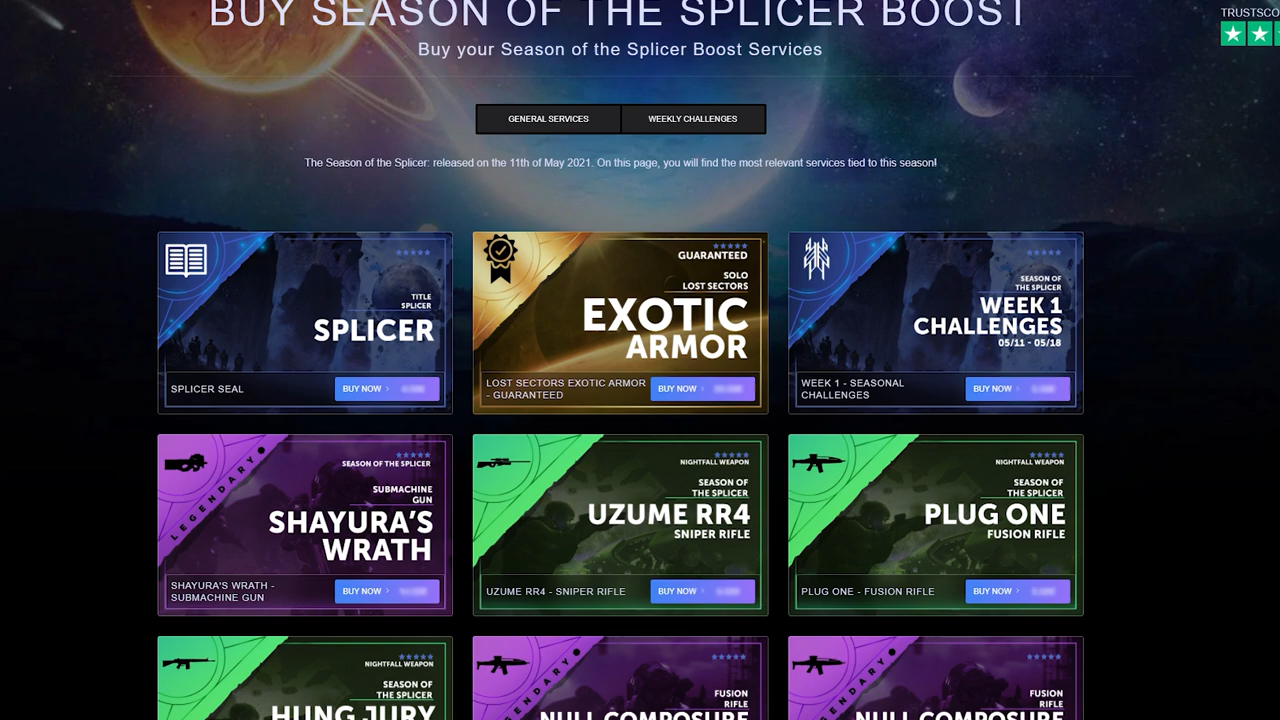 BUY SEASON OF THE SPLICER BOOST
TRUSTSCO
Buy your Season of the Splicer Boost Services
GENERAL SERVICES
WEEKLY CHALLENGES
The Season of the Splicer: released on the 11th of May 2021. On this page, you will find the most relevant services tied to this season!
TITLE
SPLICER
SPLICER
SPLICER SEAL
BUY NOW
GUARANTEED
SOLO
LOST SECTORS
EXOTIC
ARMOR
LOST SECTORS EXOTIC ARMOR
- GUARANTEED
BUY NOW
SEASON OF
THE SPLICER
WEEK 1
CHALLENGES
05/11 - 05/18
WEEK 1 - SEASONAL
CHALLENGES
BUY NOW
LEGENDARY
SEASON OF THE SPLICER
SUBMACHINE
GUN
SHAYURA'S
WRATH
SHAYURA'S WRATH -
SUBMACHINE GUN
BUY NOW
NIGHTFALL WEAPON
SEASON OF
THE SPLICER
UZUME RR4
SNIPER RIFLE
UZUME RR4 - SNIPER RIFLE
BUY NOW
NIGHTFALL WEAPON
SEASON OF
THE SPLICER
PLUG ONE
FUSION RIFLE
PLUG ONE - FUSION RIFLE
BUY NOW
NIGHTFALL WEAPON
SEASON OF
THE SPLICER
HUNG JURY
GENDARY
FUSION
RIFLE
NULL COMPOSURE
GENDARY
FUSION
RIFLE
NULL COMPOSURE